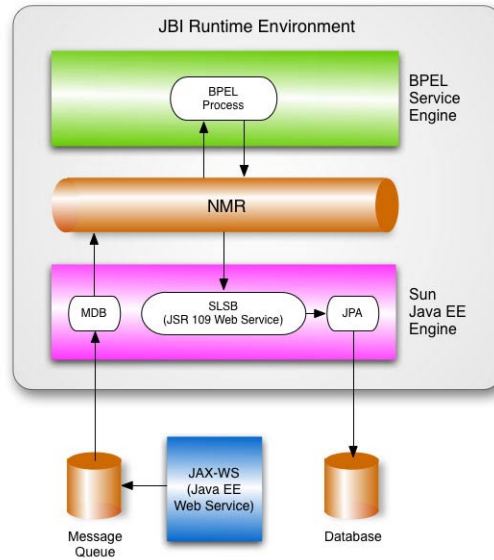 JBI Runtime Environment
BPEL
Process
BPEL
Service
Engine
NMR
MDB
SLSB
(JSR 109 Web Service)
JPA
Sun
Java EE
Engine
JAX-WS
(Java EE
Web Service)
Message
Queue
Database